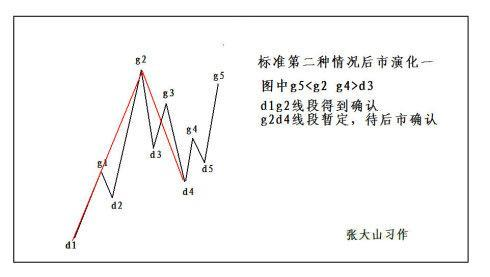 标准第二种情况后市演化一
图中g5<g2 g4>d3
d1g2线段得到确认
g2d4线段暂定，待后市确认
g2
g5
g3
g4
g1
d3
d5
d4
d2
d1
张大山习作